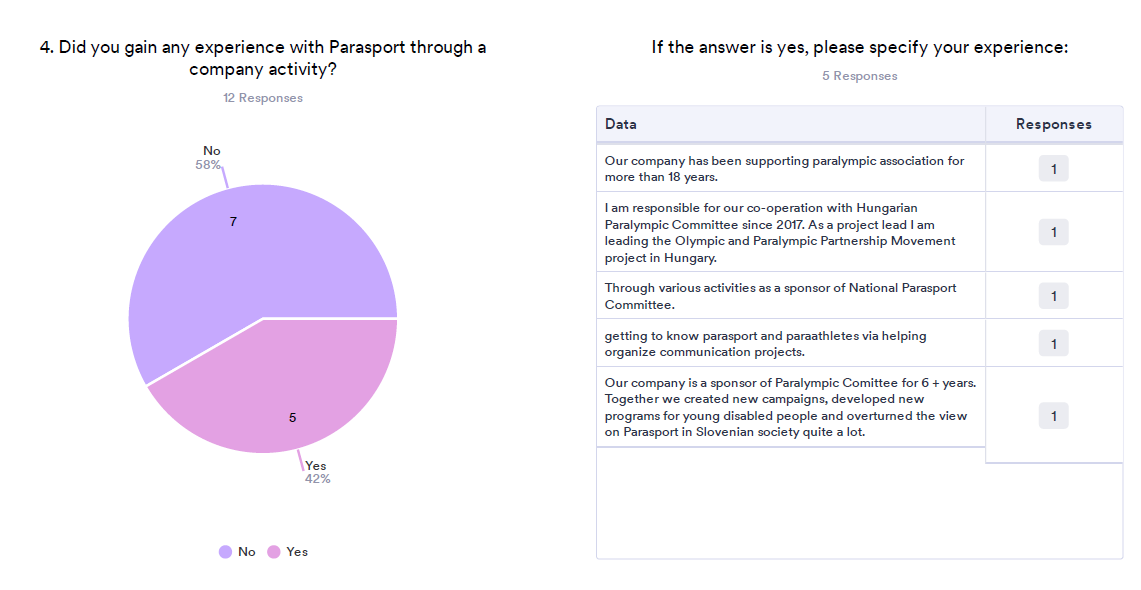 4. Did you gain any experience with Parasport through a
company activity?
12 Responses
No
58%
7
5
Yes
42%
No
Yes
If the answer is yes, please specify your experience:
5 Responses
Data
Responses
Our company has been supporting paralympic association for
more than 18 years.
1
I am responsible for our co-operation with Hungarian
Paralympic Committee since 2017. As a project lead I am
leading the Olympic and Paralympic Partnership Movement
project in Hungary.
1
Through various activities as a sponsor of National Parasport
Committee.
1
getting to know parasport and paraathletes via helping
organize communication projects.
1
Our company is a sponsor of Paralympic Comittee for 6 + years.
Together we created new campaigns, developed new
programs for young disabled people and overturned the view
on Parasport in Slovenian society quite a lot.
1